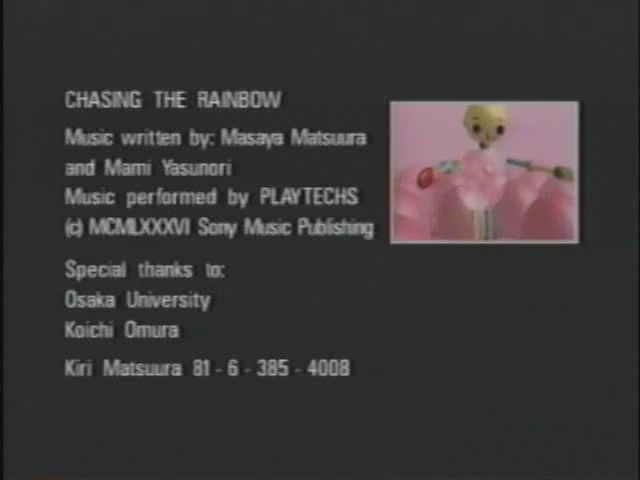 CHASING THE RAINBOW
Music written by: Masaya Matsuura
and Mami Yasunori
Music performed by PLAYTECHS
(c) MCMLXXXVI Sony Music Publishing
Special thanks to:
Osaka University
Koichi Omura
Kiri Matsuura 81 - 6 - 385 - 4008